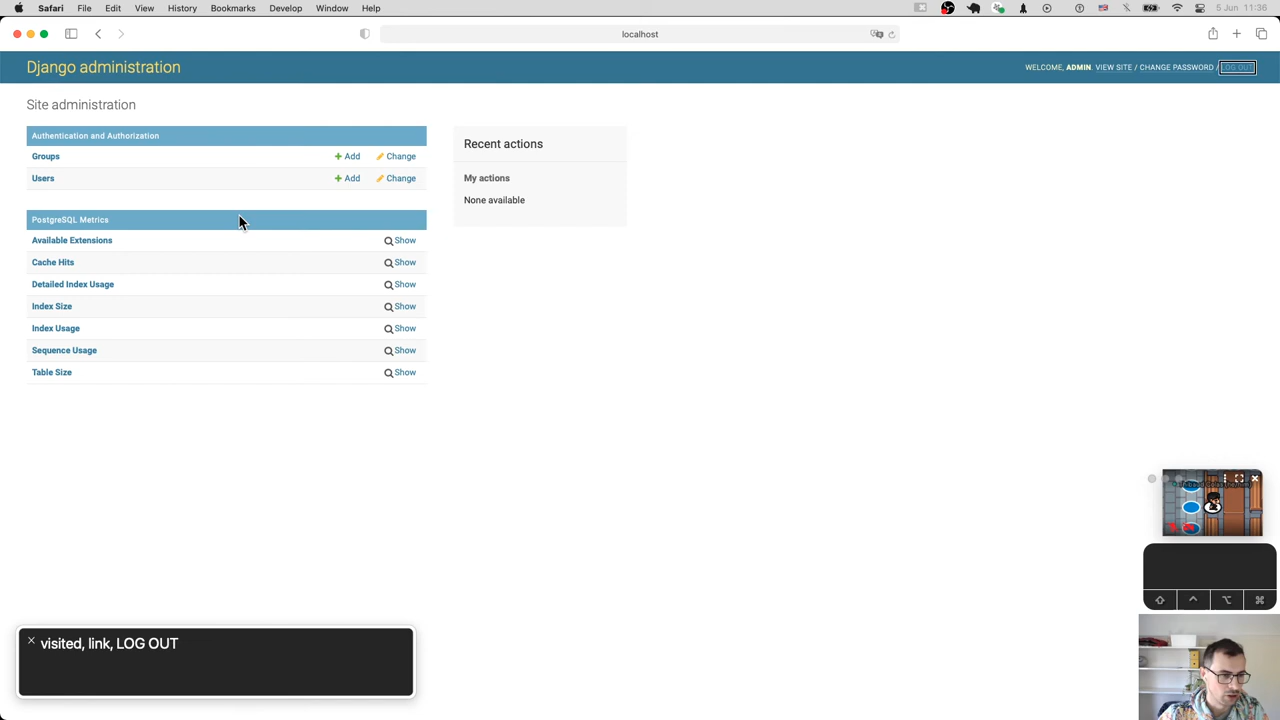 Safari File Edit View History Bookmarks Develop Window Help 5 Jun 11:36
localhost
Django administration
WELCOME, ADMIN. VIEW SITE / CHANGE PASSWORD / LOG OUT
Site administration
Authentication and Authorization
Groups Add Change
Users Add Change
PostgreSQL Metrics
Available Extensions Show
Cache Hits Show
Detailed Index Usage Show
Index Size Show
Index Usage Show
Sequence Usage Show
Table Size Show
Recent actions
My actions
None available
visited, link, LOG OUT